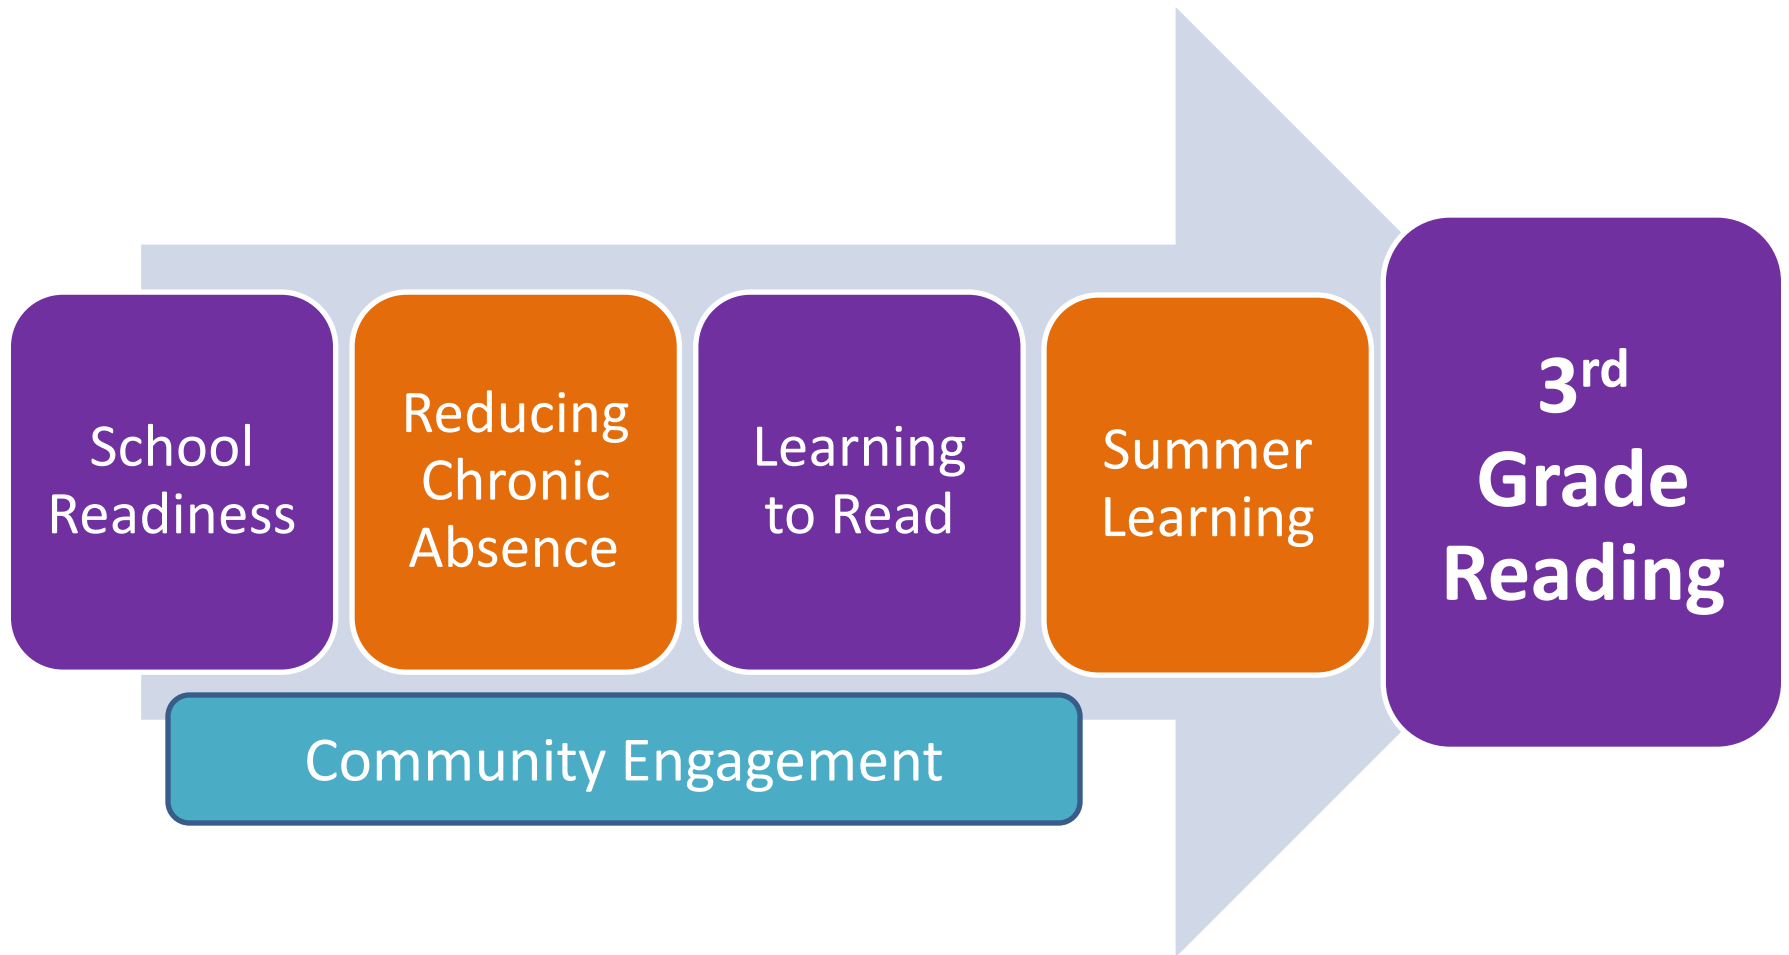 School
Readiness
Reducing
Chronic
Absence
Learning
to Read
Summer
Learning
3rd
Grade
Reading
Community Engagement